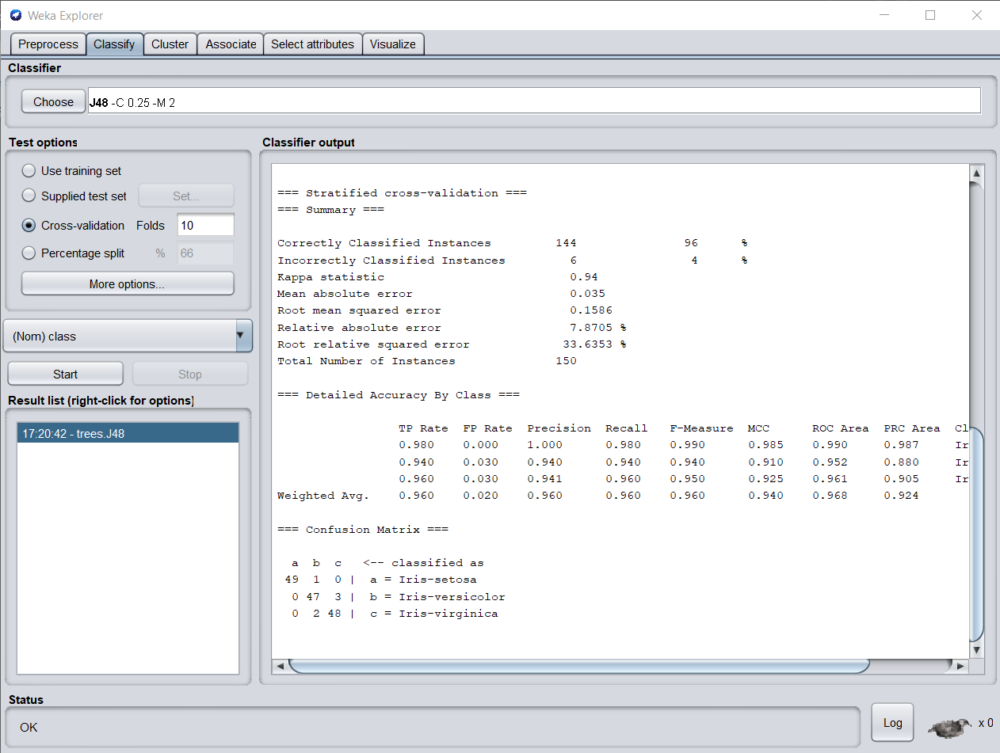 Weka Explorer
Preprocess Classify Cluster Associate Select attributes Visualize
Classifier
Choose J48 -C 0.25 -M 2
Test options
Use training set
Supplied test set Set...
Cross-validation Folds 10
Percentage split % 66
More options...
(Nom) class
Start Stop
Result list (right-click for options)
17:20:42 - trees.J48
Classifier output
=== Stratified cross-validation ===
=== Summary ===
Correctly Classified Instances 144 96 %
Incorrectly Classified Instances 6 4 %
Kappa statistic 0.94
Mean absolute error 0.035
Root mean squared error 0.1586
Relative absolute error 7.8705 %
Root relative squared error 33.6353 %
Total Number of Instances 150
=== Detailed Accuracy By Class ===
TP Rate FP Rate Precision Recall F-Measure MCC ROC Area PRC Area Cl
0.980 0.000 1.000 0.980 0.990 0.985 0.990 0.987 Ir
0.940 0.030 0.940 0.940 0.940 0.910 0.952 0.880 Ir
0.960 0.030 0.941 0.960 0.950 0.925 0.961 0.905 Ir
Weighted Avg. 0.960 0.020 0.960 0.960 0.960 0.940 0.968 0.924
=== Confusion Matrix ===
a b c <-- classified as
49 1 0 | a = Iris-setosa
0 47 3 | b = Iris-versicolor
0 2 48 | c = Iris-virginica
Status
OK
Log
x 0